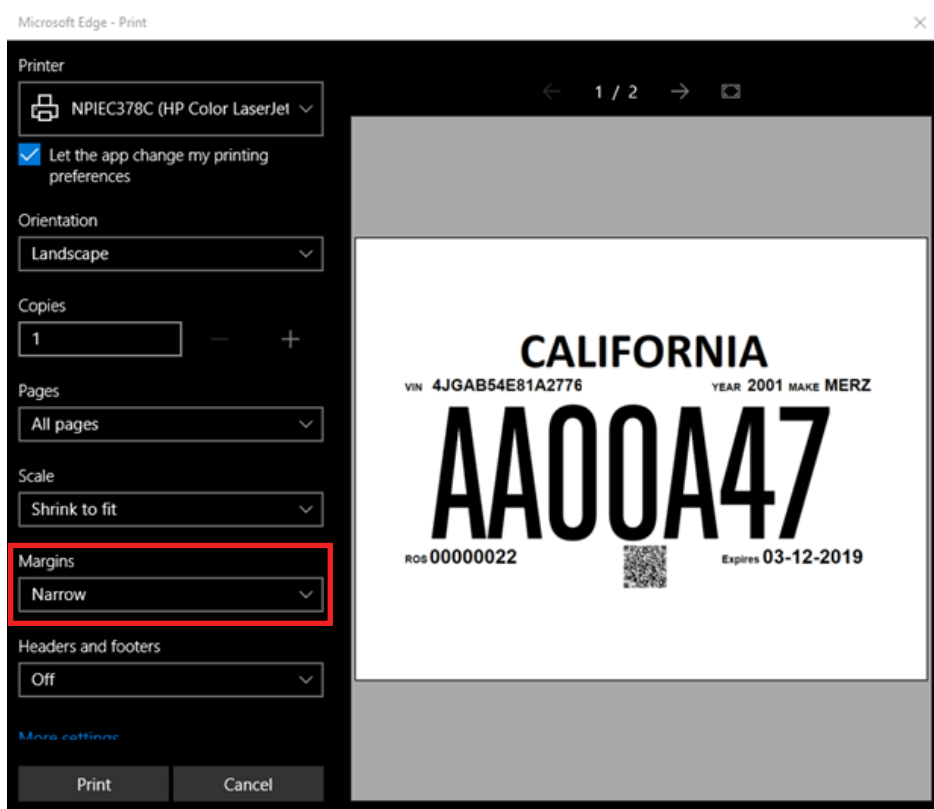 Microsoft Edge - Print
Printer
NPIEC378C (HP Color LaserJet
Let the app change my printing
preferences
Orientation
Landscape
Copies
1
Pages
All pages
Scale
Shrink to fit
Margins
Narrow
Headers and footers
Off
More settings
Print
Cancel
1 / 2
CALIFORNIA
VIN 4JGAB54E81A2776
YEAR 2001 MAKE MERZ
AA00A47
ROS 00000022
Expires 03-12-2019